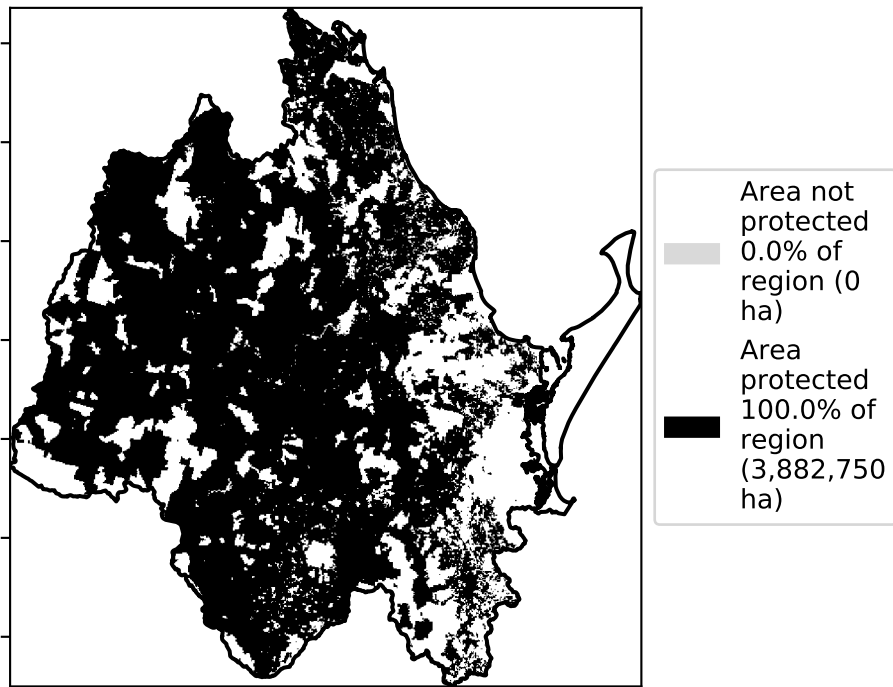 Area not
protected
0.0% of
region (0
ha)
Area
protected
100.0% of
region
(3,882,750
ha)